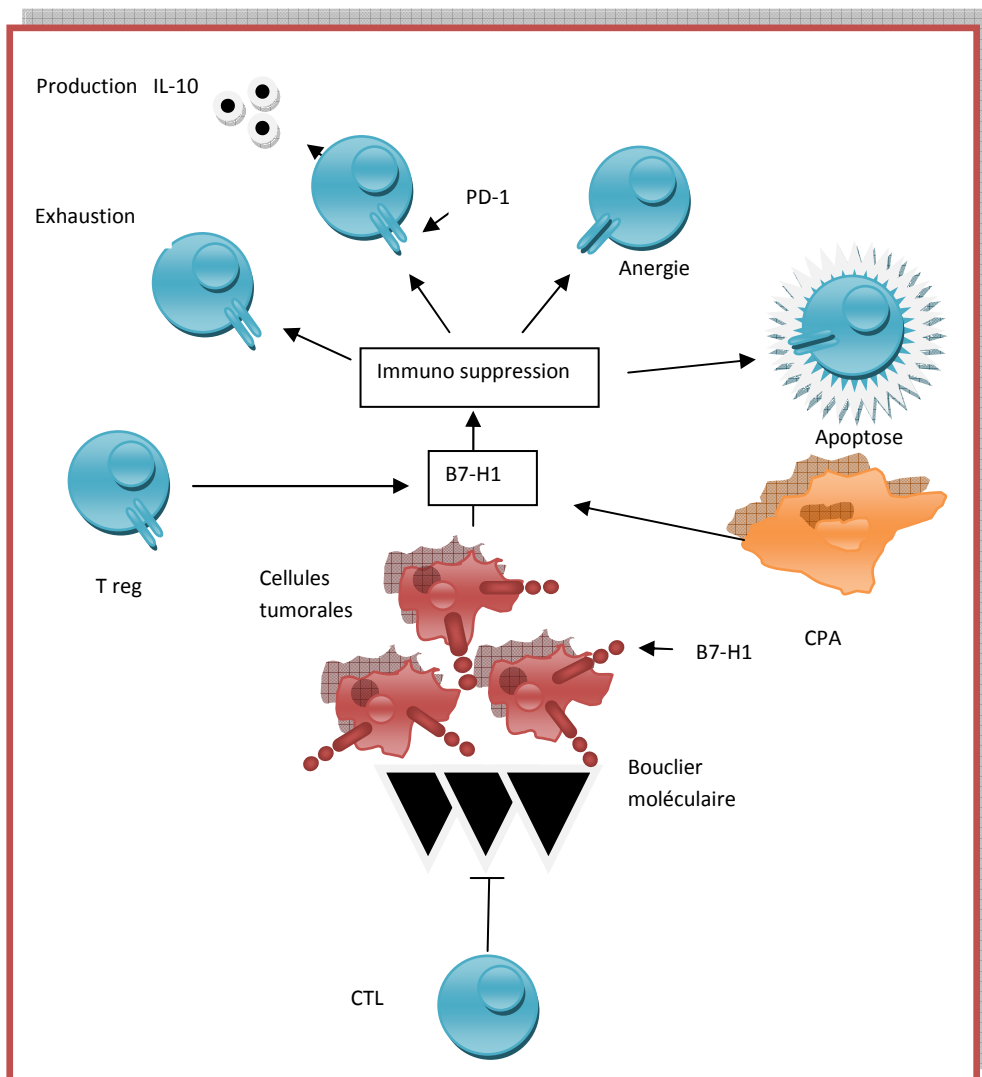 Production IL-10
PD-1
Exhaustion
Anergie
Immuno suppression
Apoptose
B7-H1
T reg
Cellules
tumorales
CPA
B7-H1
Bouclier
moléculaire
CTL